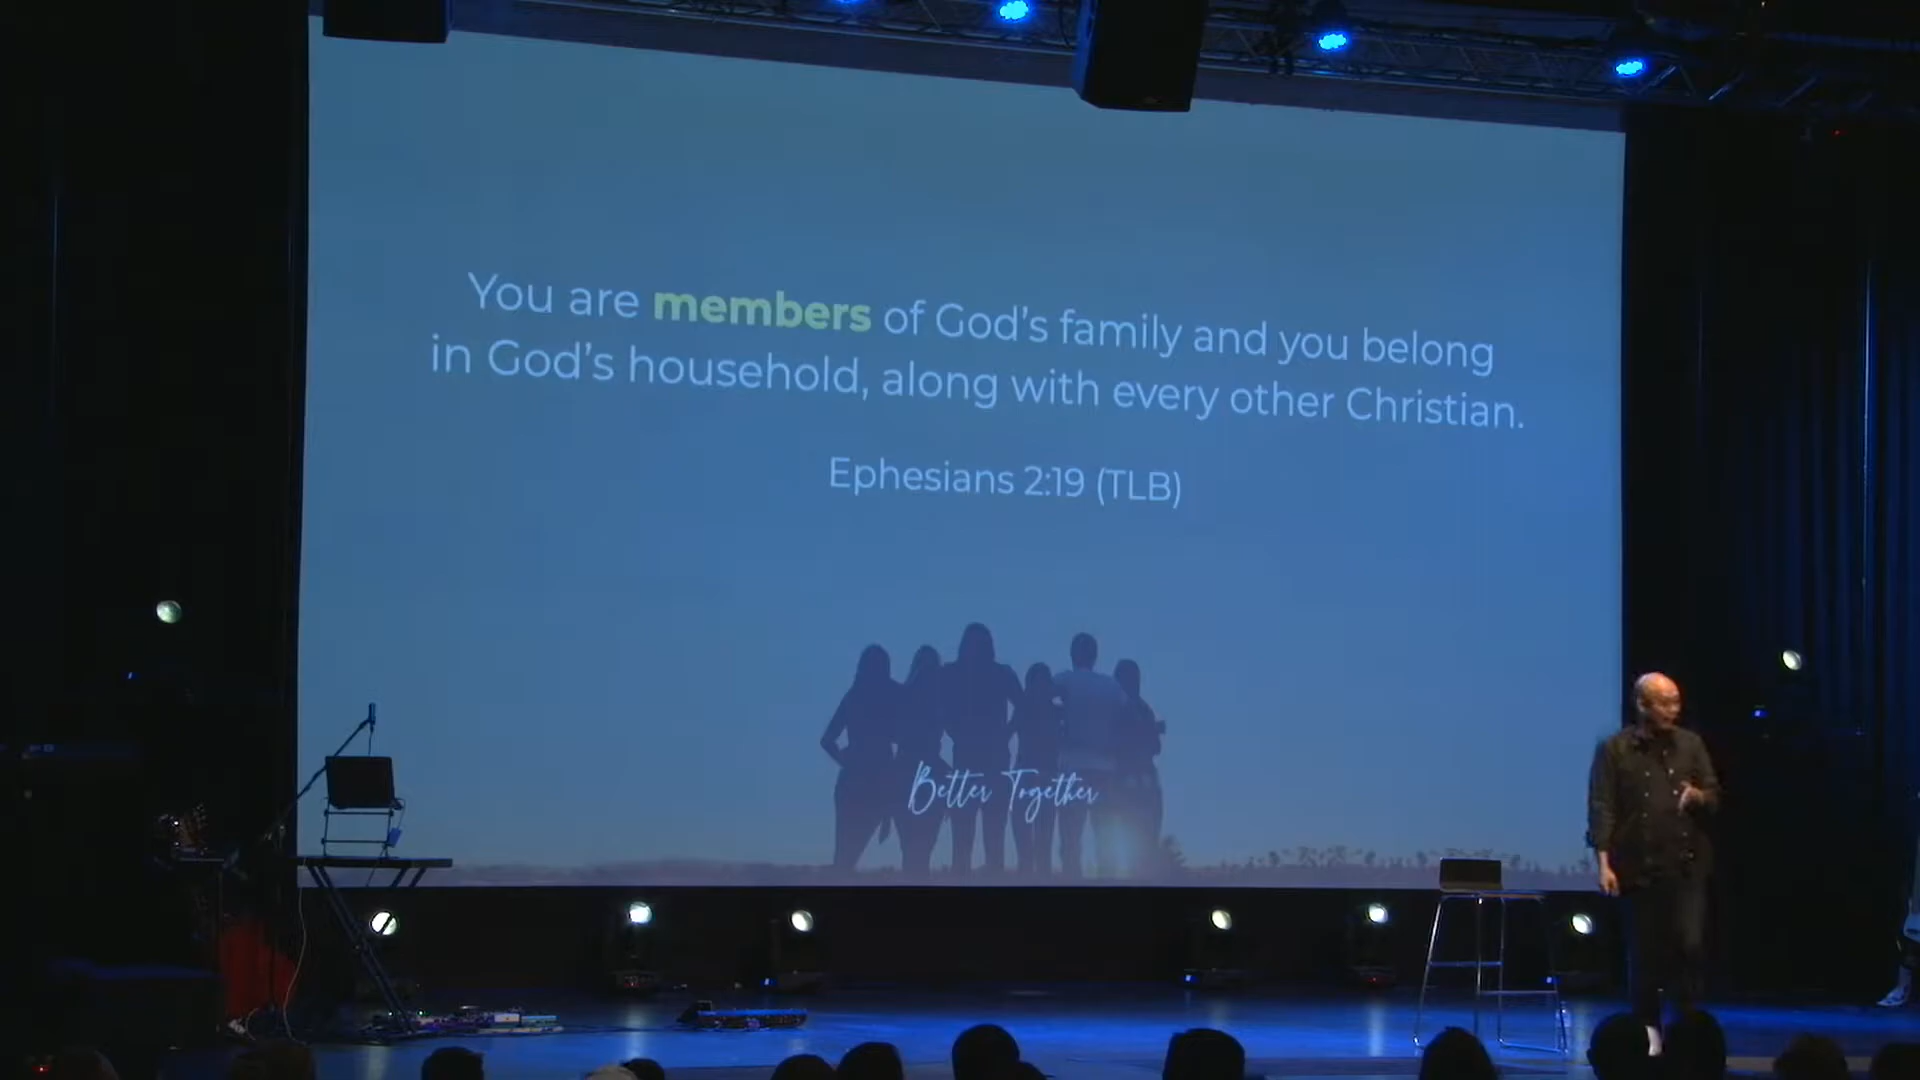 You are members of God's family and you belong
in God's household, along with every other Christian.
Ephesians 2:19 (TLB)
Better Together